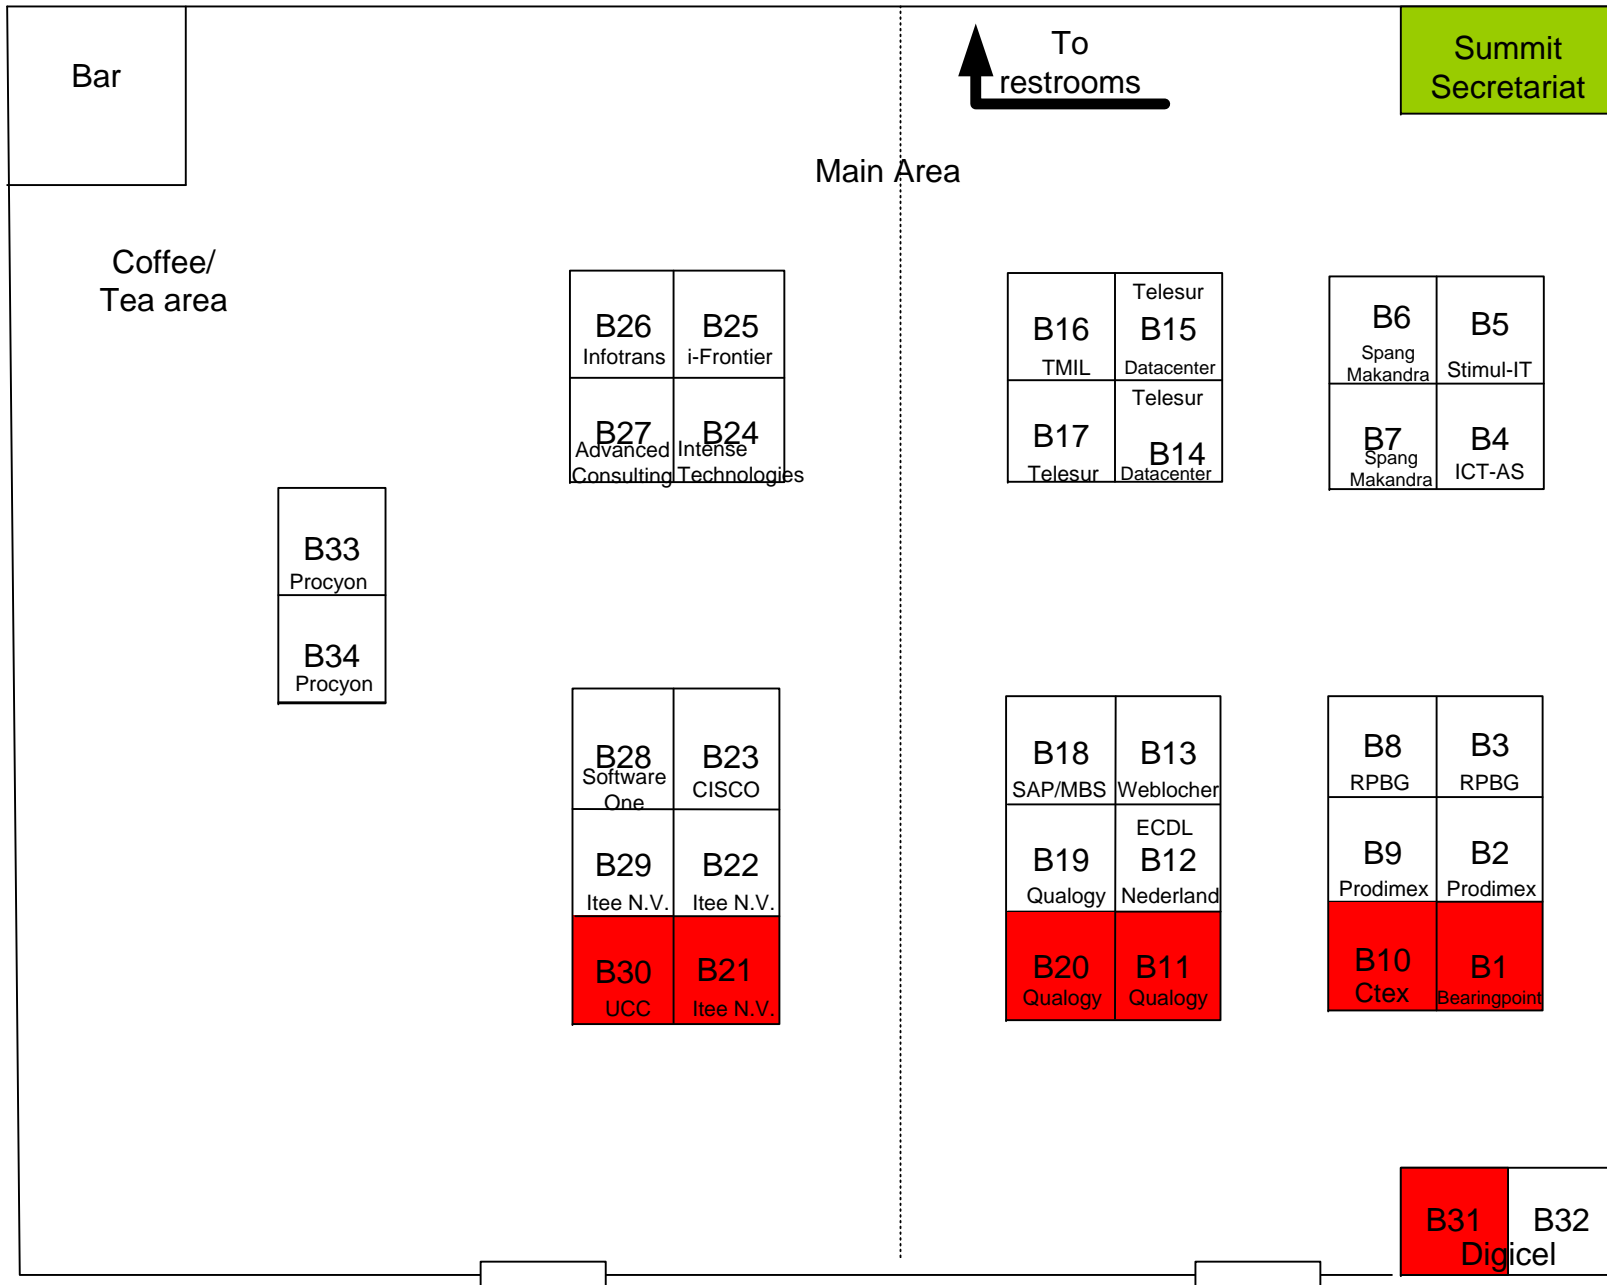 Bar
To
restrooms
Summit
Secretariat
Main Area
Coffee/
Tea area
B26
Infotrans
B25
i-Frontier
B27
Advanced
Consulting
B24
Intense
Technologies
B16
TMIL
Telesur
B15
Datacenter
B17
Telesur
Telesur
B14
Datacenter
B6
Spang
Makandra
B5
Stimul-IT
B7
Spang
Makandra
B4
ICT-AS
B33
Procyon
B34
Procyon
B28
Software
One
B23
CISCO
B29
Itee N.V.
B22
Itee N.V.
B30
UCC
B21
Itee N.V.
B18
SAP/MBS
B13
Weblocher
B19
Qualogy
ECDL
B12
Nederland
B20
Qualogy
B11
Qualogy
B8
RPBG
B3
RPBG
B9
Prodimex
B2
Prodimex
B10
Ctex
B1
Bearingpoint
B31
B32
Digicel